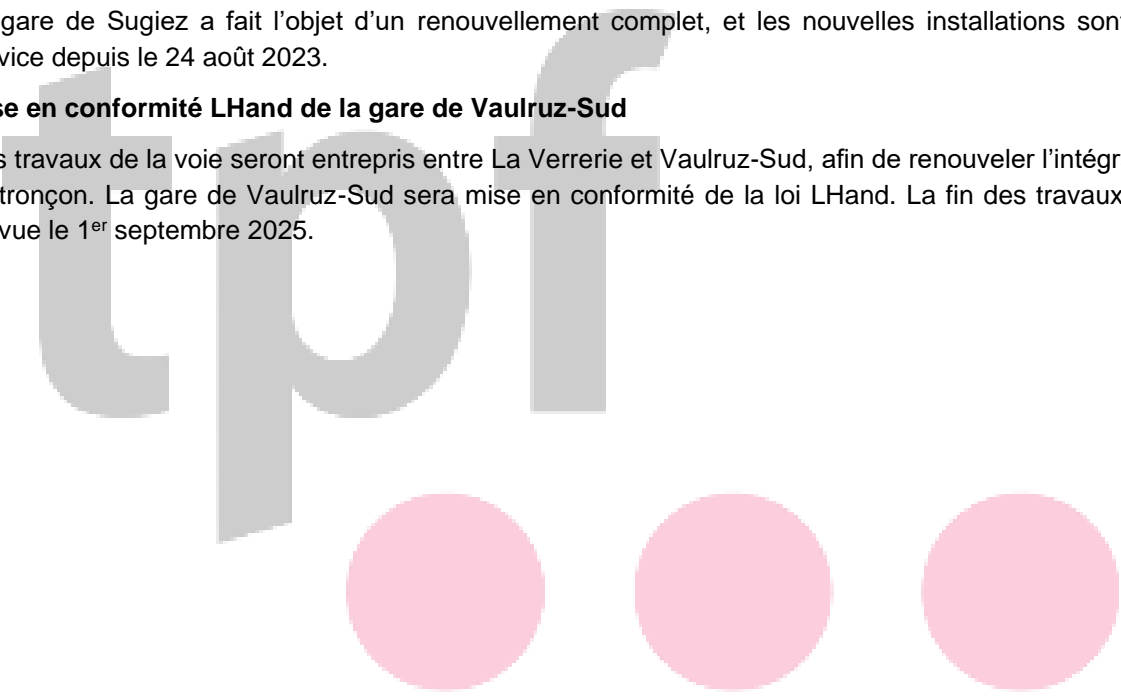 gare de Sugiez a fait l’objet d’un renouvellement complet, et les nouvelles installations sont
vice depuis le 24 août 2023.
se en conformité LHand de la gare de Vaulruz-Sud
s travaux de la voie seront entrepris entre La Verrerie et Vaulruz-Sud, afin de renouveler l’intégr
tronçon. La gare de Vaulruz-Sud sera mise en conformité de la loi LHand. La fin des travaux
vue le 1er septembre 2025.
tpf